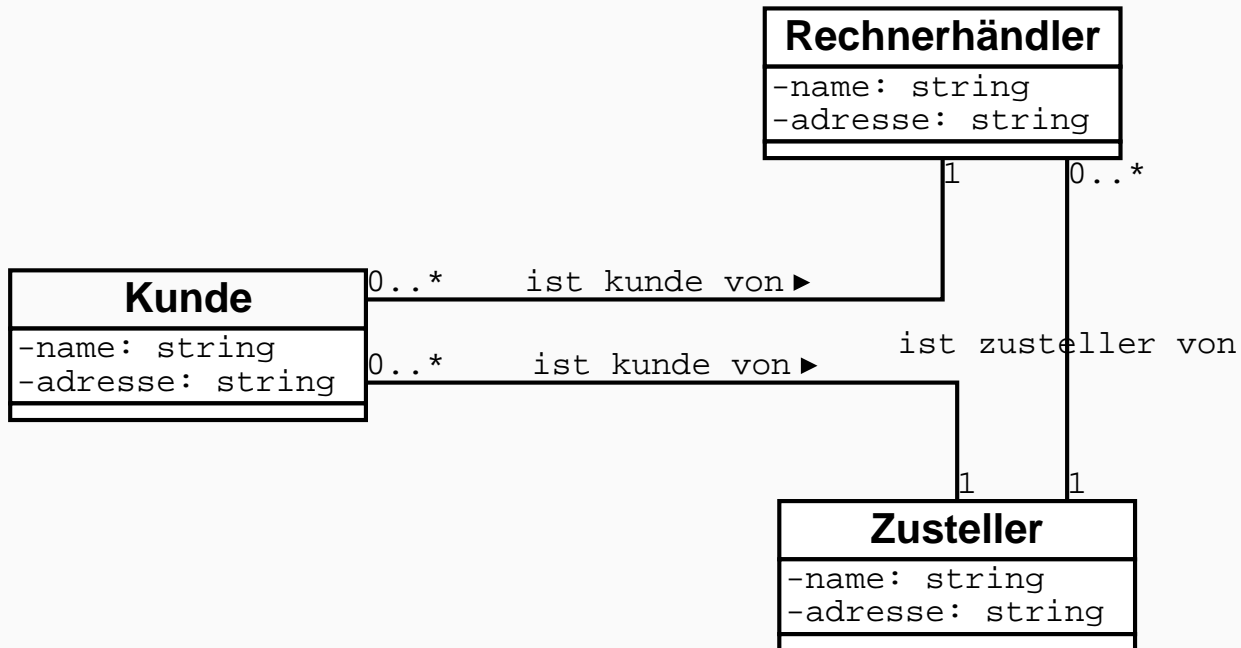 Rechnerhändler
-name: string
-adresse: string
1
0..*
0..* ist kunde von ►
Kunde
-name: string
-adresse: string
0..* ist kunde von ►
ist zusteller von
1
1
Zusteller
-name: string
-adresse: string